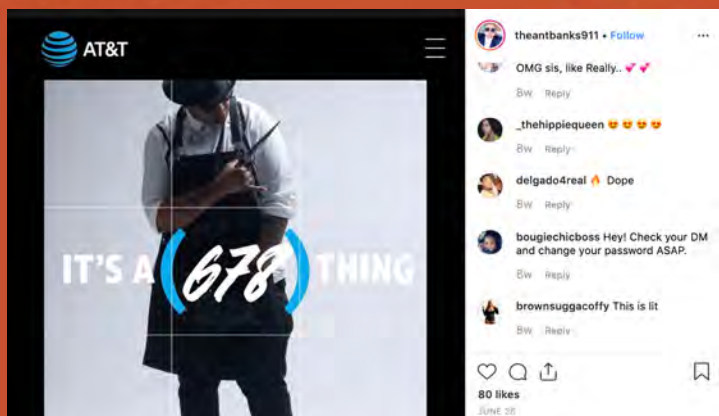 AT&T
IT'S A (678) THING
theantbanks911 • Follow
OMG sis, like Really..
8w Reply
_thehippiequeen
8w Reply
delgado4real Dope
8w Reply
bougiechicboss Hey! Check your DM
and change your password ASAP.
8w Reply
brownsuggacoffy This is lit
8w Reply
80 likes
JUNE 26